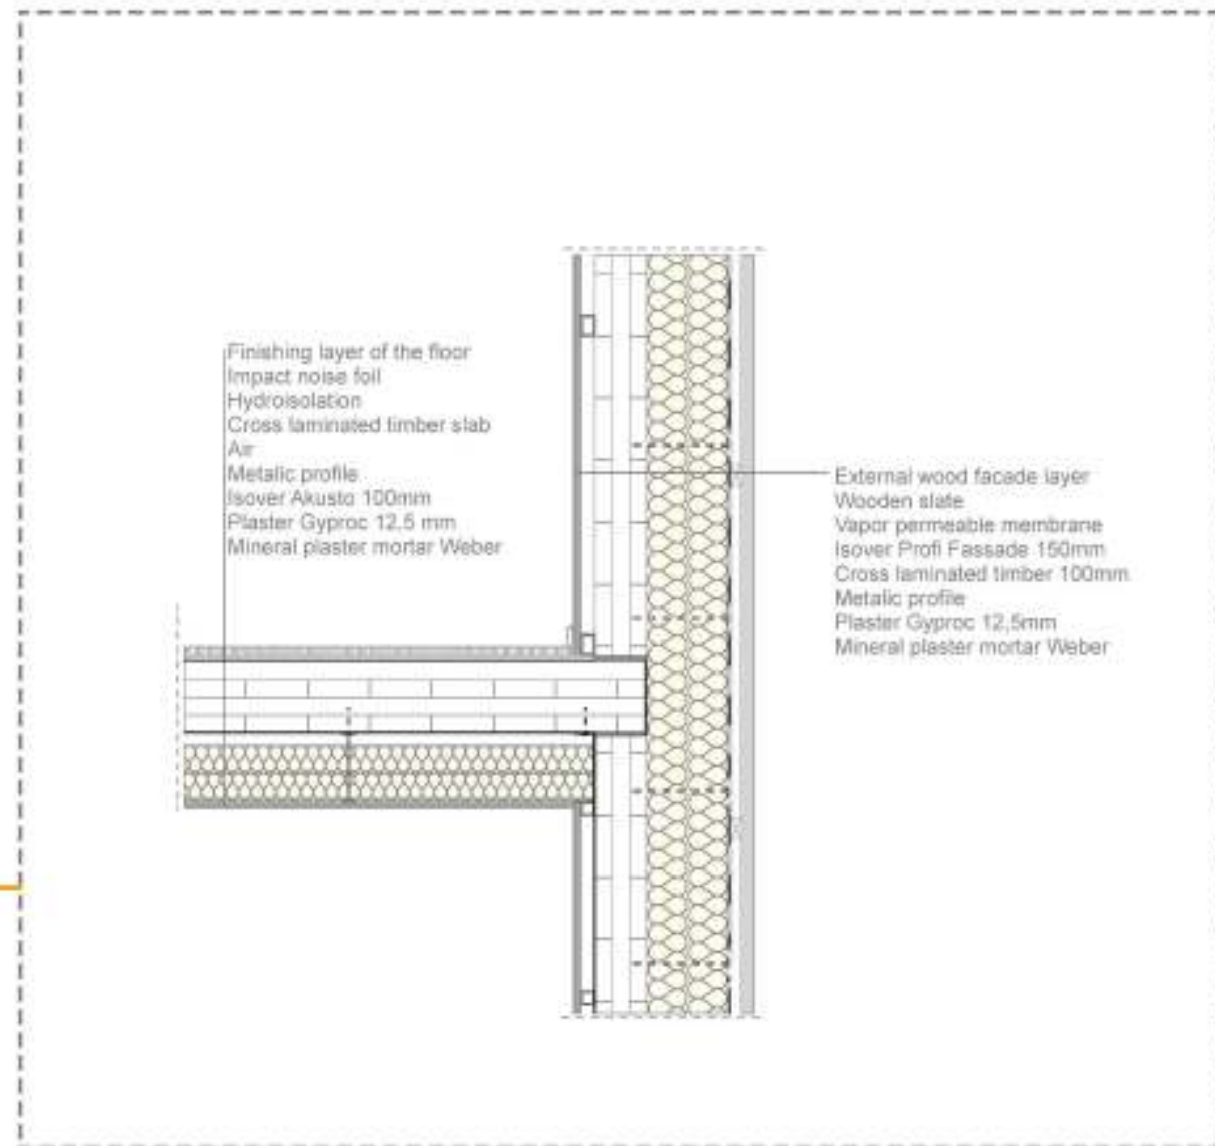 Finishing layer of the floor
Impact noise foil
Hydroisolation
Cross laminated timber slab
Air
Metalic profile
Isover Akusto 100mm
Plaster Gyproc 12,5 mm
Mineral plaster mortar Weber
External wood facade layer
Wooden slate
Vapor permeable membrane
Isover Profi Fassade 150mm
Cross laminated timber 100mm
Metalic profile
Plaster Gyproc 12,5mm
Mineral plaster mortar Weber